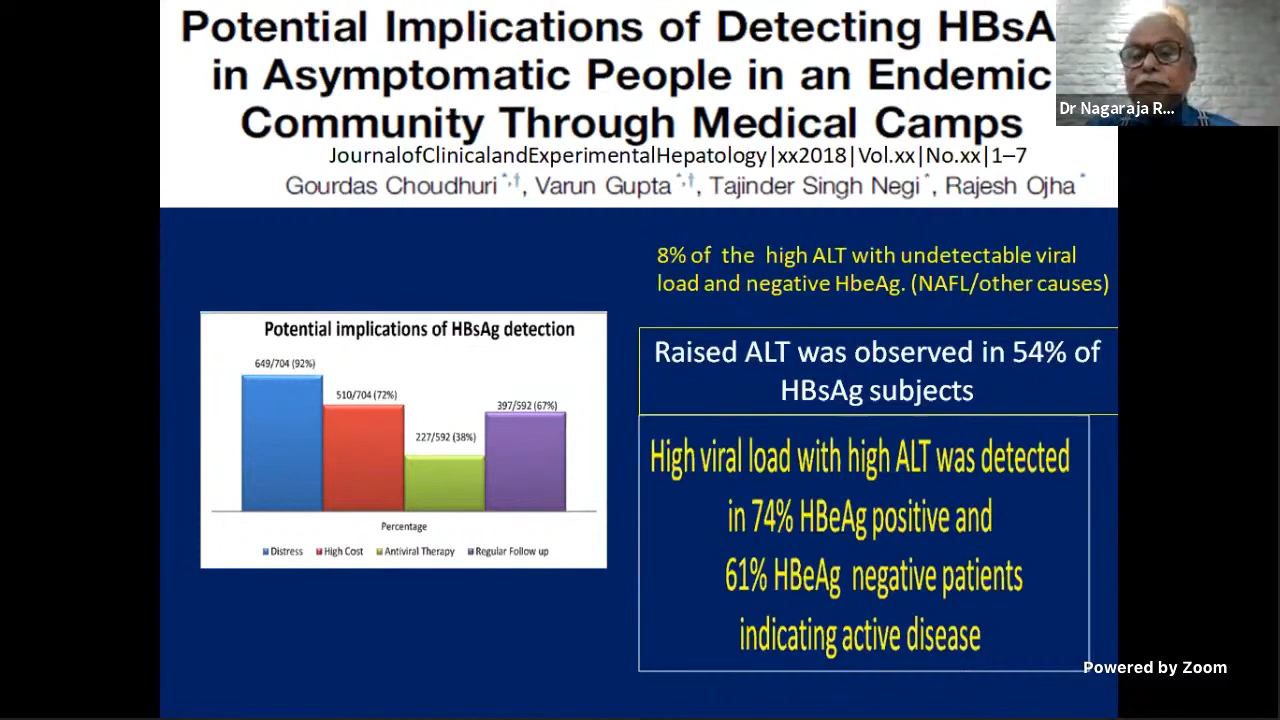 Potential Implications of Detecting HBsA
in Asymptomatic People in an Endemic
Community Through Medical Camps
JournalofClinicalandExperimentalHepatology|xx2018|Vol.xx|No.xx|1–7
Gourdas Choudhuri *,†, Varun Gupta *,†, Tajinder Singh Negi *, Rajesh Ojha *
Dr Nagaraja R...
8% of the high ALT with undetectable viral
load and negative HbeAg. (NAFL/other causes)
Potential implications of HBsAg detection
649/704 (92%)
510/704 (72%)
227/592 (38%)
397/592 (67%)
Percentage
Distress High Cost Antiviral Therapy Regular Follow up
Raised ALT was observed in 54% of
HBsAg subjects
High viral load with high ALT was detected
in 74% HBeAg positive and
61% HBeAg negative patients
indicating active disease
Powered by Zoom